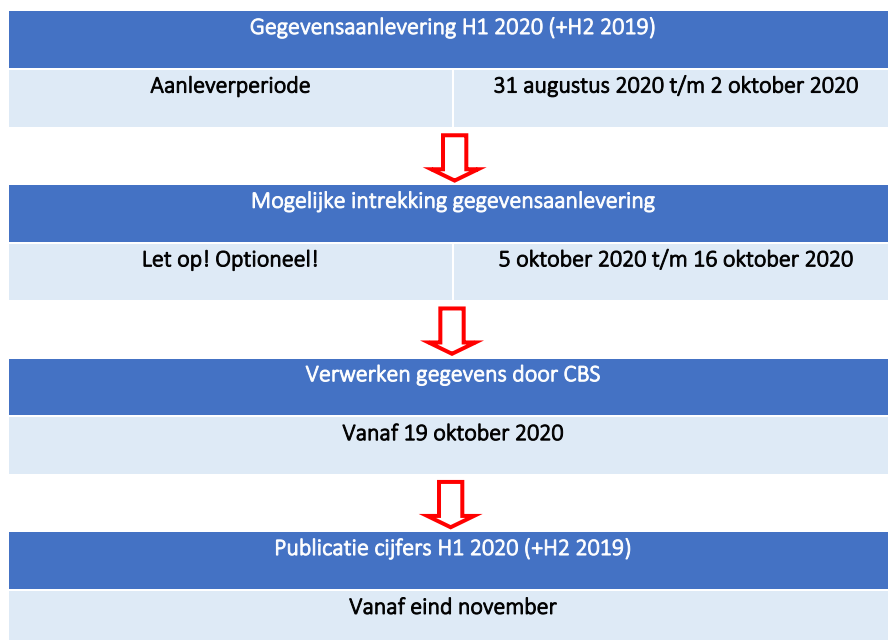 Gegevensaanlevering H1 2020 (+H2 2019)
Aanleverperiode
31 augustus 2020 t/m 2 oktober 2020
Mogelijke intrekking gegevensaanlevering
Let op! Optioneel!
5 oktober 2020 t/m 16 oktober 2020
Verwerken gegevens door CBS
Vanaf 19 oktober 2020
Publicatie cijfers H1 2020 (+H2 2019)
Vanaf eind november